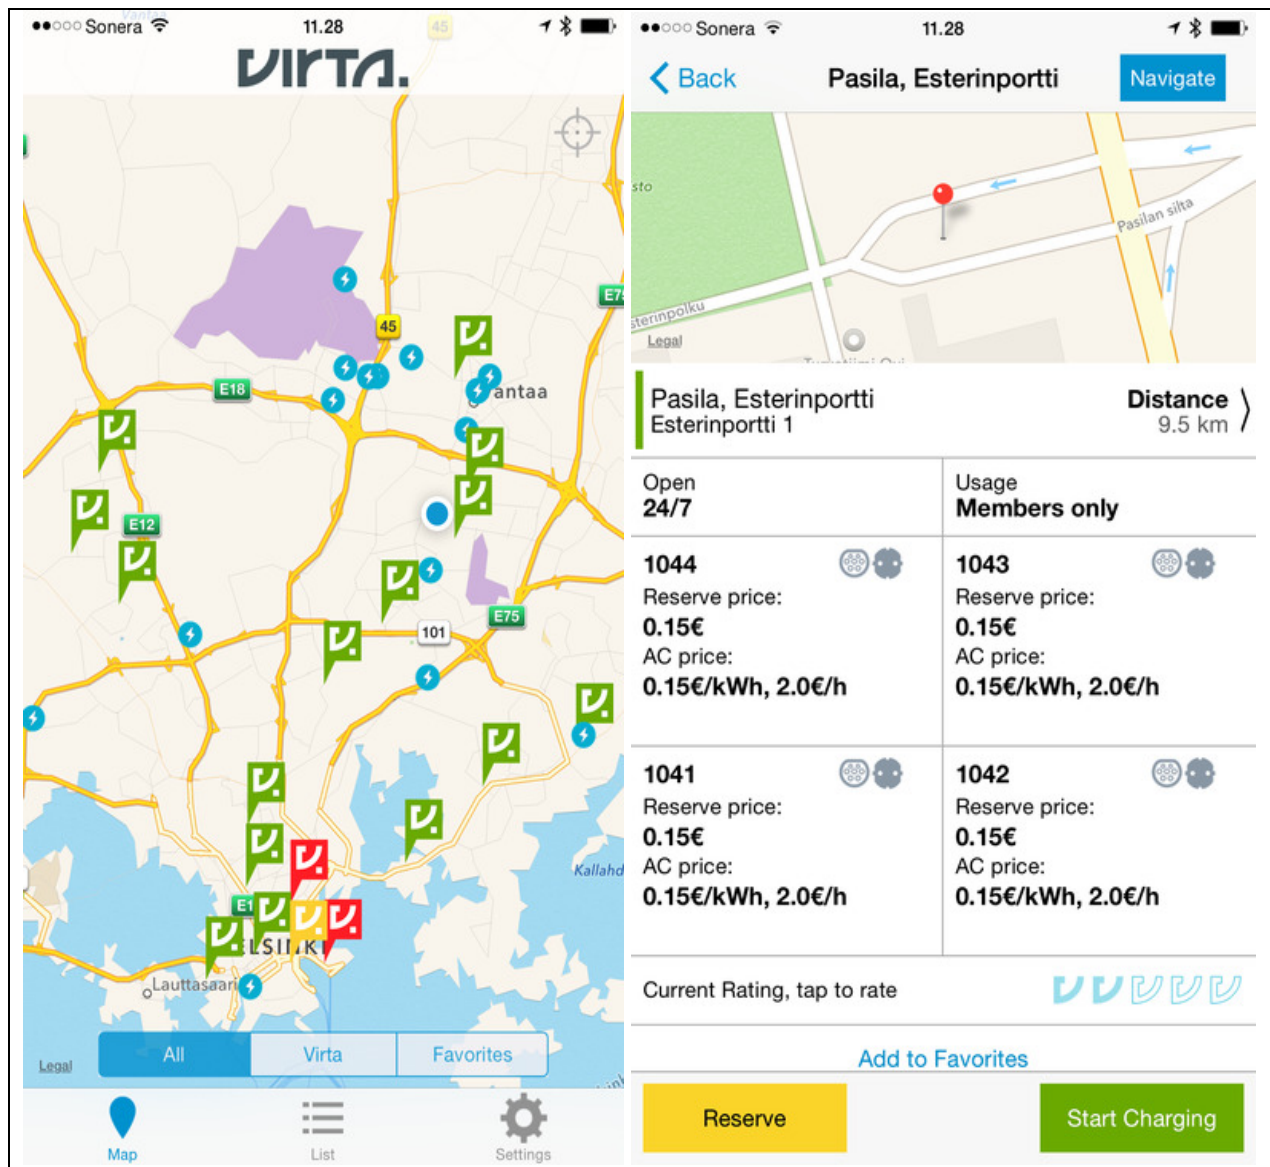 Sonera
11.28
45
VIRTA.
45
E75
E18
antaa
E12
E75
101
Kallahd
E1
ELSINKI
Lauttasaari
All
Virta
Favorites
Legal
Map
List
Settings
Sonera
11.28
Back
Pasila, Esterinportti
Navigate
sto
Pasilan silta
sterinpolku
Legal
Pasila, Esterinportti
Distance
Esterinportti 1
9.5 km
Open
24/7
Usage
Members only
1044
Reserve price:
0.15€
AC price:
0.15€/kWh, 2.0€/h
1043
Reserve price:
0.15€
AC price:
0.15€/kWh, 2.0€/h
1041
Reserve price:
0.15€
AC price:
0.15€/kWh, 2.0€/h
1042
Reserve price:
0.15€
AC price:
0.15€/kWh, 2.0€/h
Current Rating, tap to rate
Add to Favorites
Reserve
Start Charging